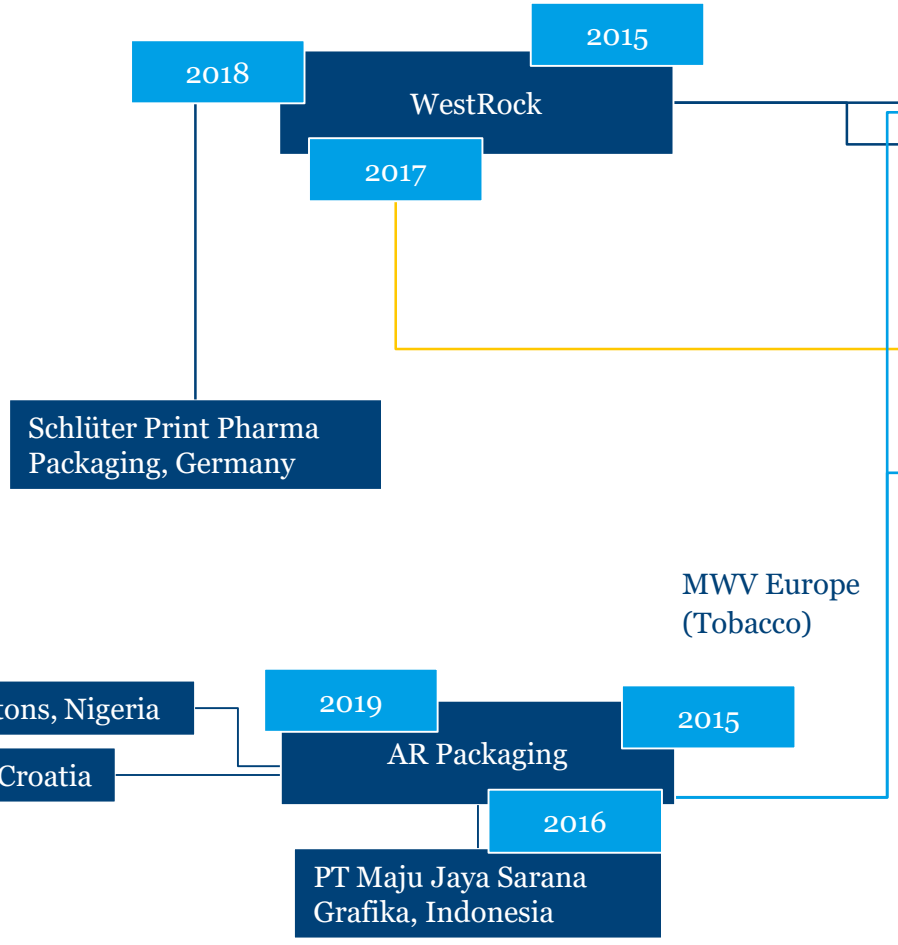 2015
2018
WestRock
2017
Schlüter Print Pharma
Packaging, Germany
MWV Europe
(Tobacco)
tons, Nigeria
2019
2015
AR Packaging
Croatia
2016
PT Maju Jaya Sarana
Grafika, Indonesia